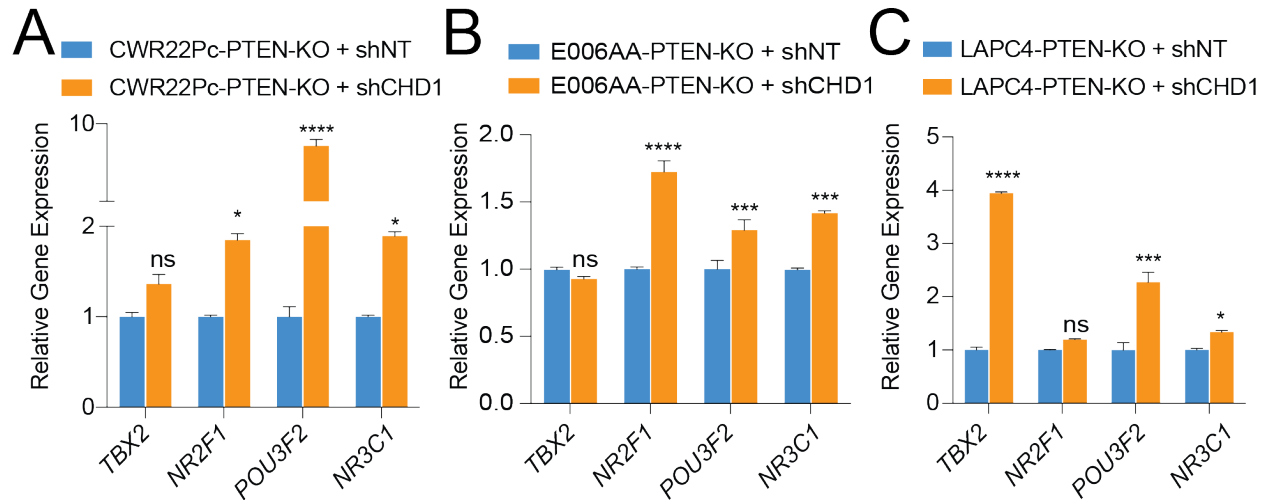 A
CWR22Pc-PTEN-KO + shNT
CWR22Pc-PTEN-KO + shCHD1
Relative Gene Expression
10
2
1
0
ns
*
****
*
TBX2
NR2F1
POU3F2
NR3C1
B
E006AA-PTEN-KO + shNT
E006AA-PTEN-KO + shCHD1
Relative Gene Expression
2.0
1.5
1.0
0.5
0.0
ns
****
***
***
TBX2
NR2F1
POU3F2
NR3C1
C
LAPC4-PTEN-KO + shNT
LAPC4-PTEN-KO + shCHD1
Relative Gene Expression
5
4
3
2
1
0
****
ns
***
*
TBX2
NR2F1
POU3F2
NR3C1